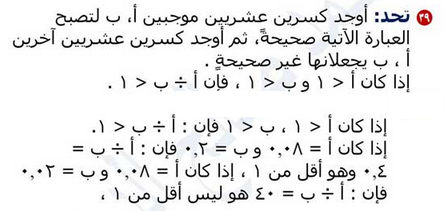 ٢٩ تحد: أوجد كسرين عشريين موجبين أ، ب لتصبح
العبارة الآتية صحيحةً، ثم أوجد كسرين عشريين آخرين
أ ، ب يجعلانها غير صحيحةٍ .
إذا كان أ < ١ و ب < ١ ، فإن أ ÷ ب < ١ .
إذا كان أ < ١ ، ب < ١ فإن : أ ÷ ب < ١.
إذا كان أ = ٠,٠٨ و ب = ٠,٢ فإن : أ ÷ ب =
٠,٤ وهو أقل من ١ ، إذا كان أ = ٠,٠٨ و ب = ٠,٠٢
فإن : أ ÷ ب = ٤٠ هو ليس أقل من ١ ،